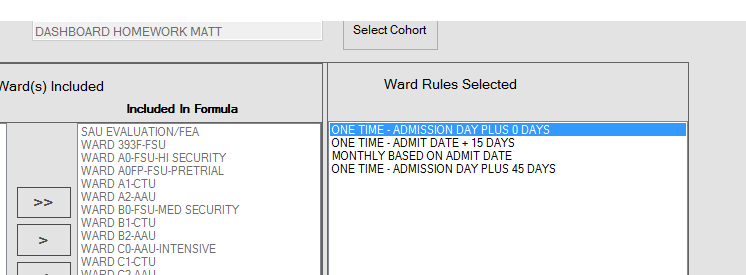 DASHBOARD HOMEWORK MATT
Select Cohort
Ward(s) Included
Included In Formula
SAU EVALUATION/FEA
WARD 393F-FSU
WARD A0-FSU-HI SECURITY
WARD A0FP-FSU-PRETRIAL
WARD A1-CTU
WARD A2-AAU
WARD B0-FSU-MED SECURITY
WARD B1-CTU
WARD B2-AAU
WARD C0-AAU-INTENSIVE
WARD C1-CTU
WARD C2-AAU
>>
>
Ward Rules Selected
ONE TIME - ADMISSION DAY PLUS 0 DAYS
ONE TIME - ADMIT DATE + 15 DAYS
MONTHLY BASED ON ADMIT DATE
ONE TIME - ADMISSION DAY PLUS 45 DAYS